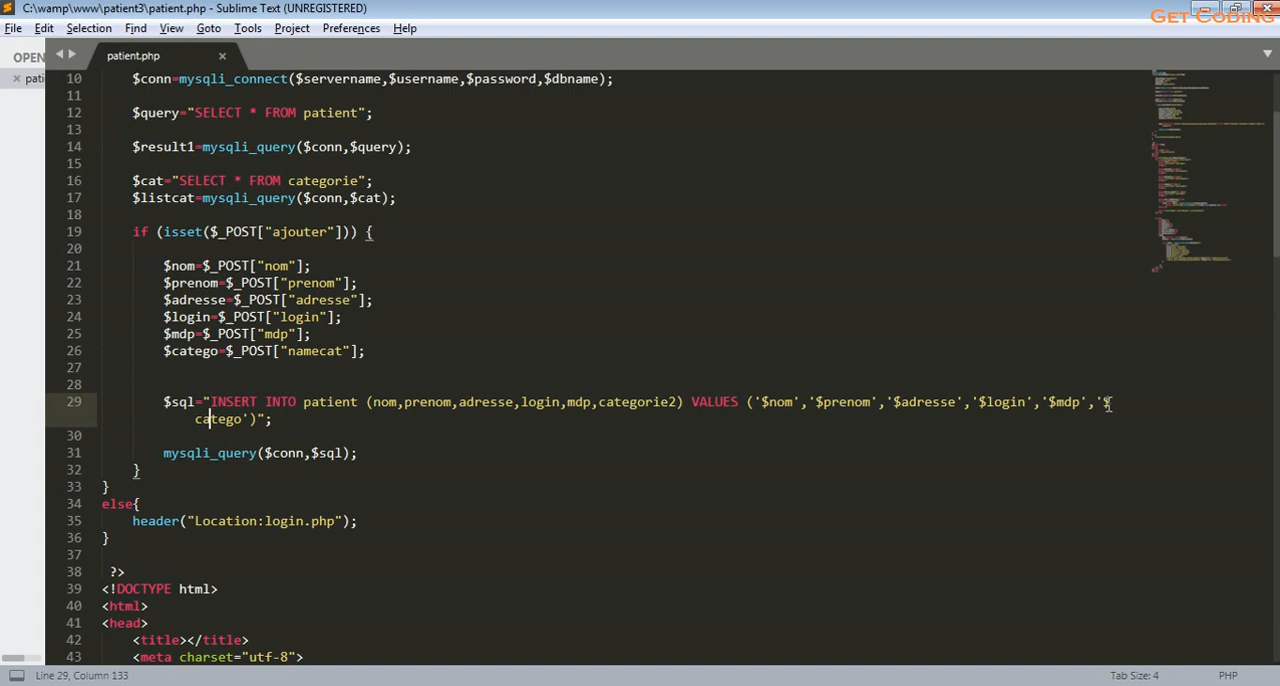 C:\wamp\www\patient3\patient.php - Sublime Text (UNREGISTERED)
GET CODING
File Edit Selection Find View Goto Tools Project Preferences Help
OPEN
patient.php
pati
10 $conn=mysqli_connect($servername,$username,$password,$dbname);
11
12 $query="SELECT * FROM patient";
13
14 $result1=mysqli_query($conn,$query);
15
16 $cat="SELECT * FROM categorie";
17 $listcat=mysqli_query($conn,$cat);
18
19 if (isset($_POST["ajouter"])) {
20
21 $nom=$_POST["nom"];
22 $prenom=$_POST["prenom"];
23 $adresse=$_POST["adresse"];
24 $login=$_POST["login"];
25 $mdp=$_POST["mdp"];
26 $catego=$_POST["namecat"];
27
28
29 $sql="INSERT INTO patient (nom,prenom,adresse,login,mdp,categorie2) VALUES ('$nom','$prenom','$adresse','$login','$mdp','$
catego')";
30
31 mysqli_query($conn,$sql);
32 }
33 }
34 else{
35 header("Location:login.php");
36 }
37
38 ?>
39 <!DOCTYPE html>
40 <html>
41 <head>
42 <title></title>
43 <meta charset="utf-8">
Line 29, Column 133
Tab Size: 4
PHP